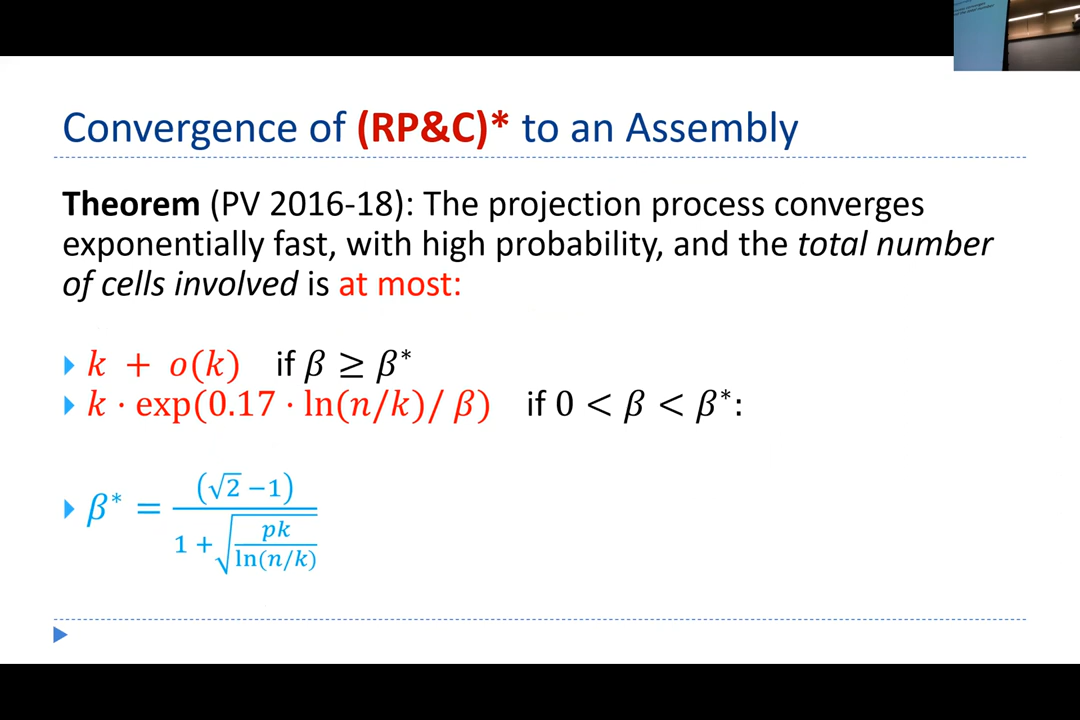 Convergence of (RP&C)* to an Assembly
Theorem (PV 2016-18): The projection process converges
exponentially fast, with high probability, and the total number
of cells involved is at most:
k + o(k) if β ≥ β*
k · exp(0.17 · ln(n/k)/ β) if 0 < β < β*:
β* = (√2 −1) / (1 + √(pk / ln(n/k)))